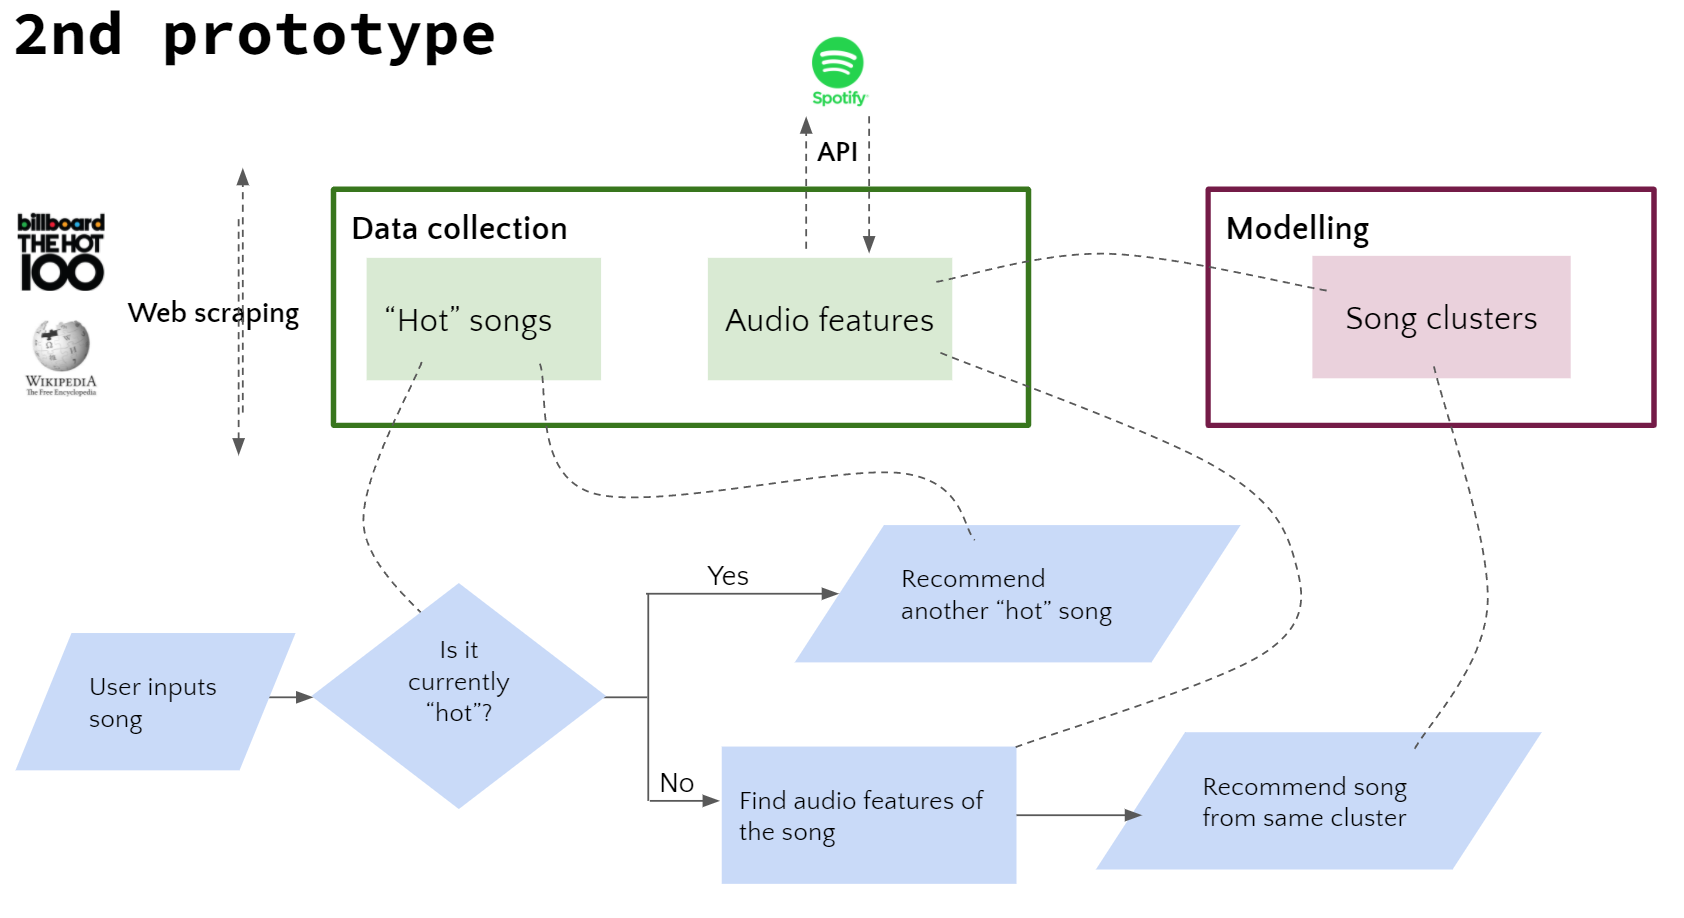 2nd prototype
Spotify
API
billboard
THE HOT
100
Web scraping
WIKIPEDIA
The Free Encyclopedia
Data collection
“Hot” songs
Audio features
Modelling
Song clusters
User inputs
song
Is it
currently
“hot”?
Yes
Recommend
another “hot” song
No
Find audio features of
the song
Recommend song
from same cluster